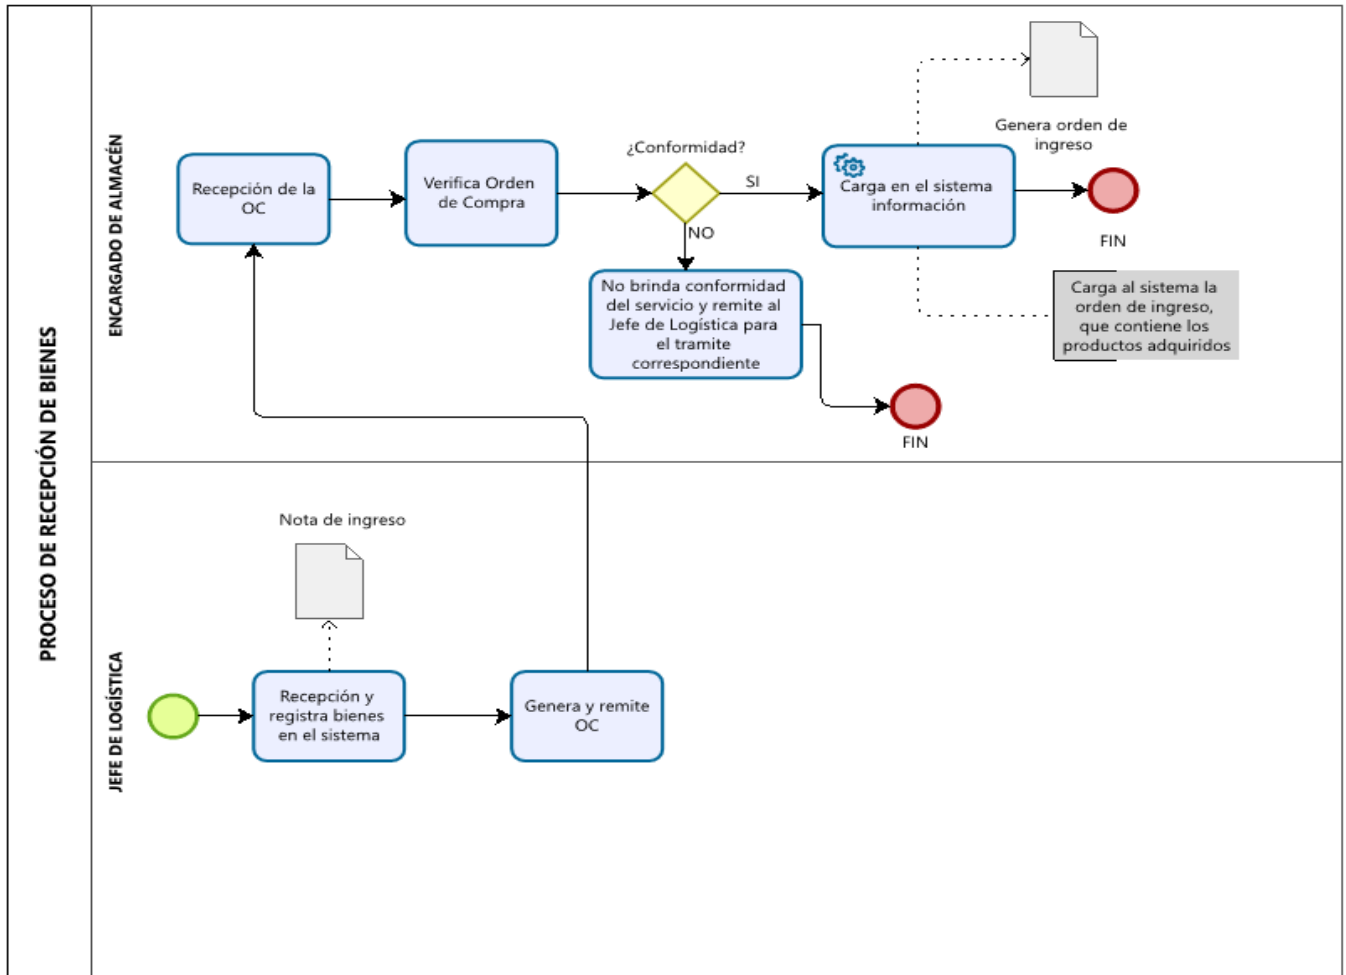 PROCESO DE RECEPCIÓN DE BIENES
ENCARGADO DE ALMACÉN
Recepción de la
OC
Verifica Orden
de Compra
¿Conformidad?
SI
NO
Carga en el sistema
información
Genera orden de
ingreso
FIN
No brinda conformidad
del servicio y remite al
Jefe de Logística para
el tramite
correspondiente
Carga al sistema la
orden de ingreso,
que contiene los
productos adquiridos
FIN
JEFE DE LOGÍSTICA
Nota de ingreso
Recepción y
registra bienes
en el sistema
Genera y remite
OC